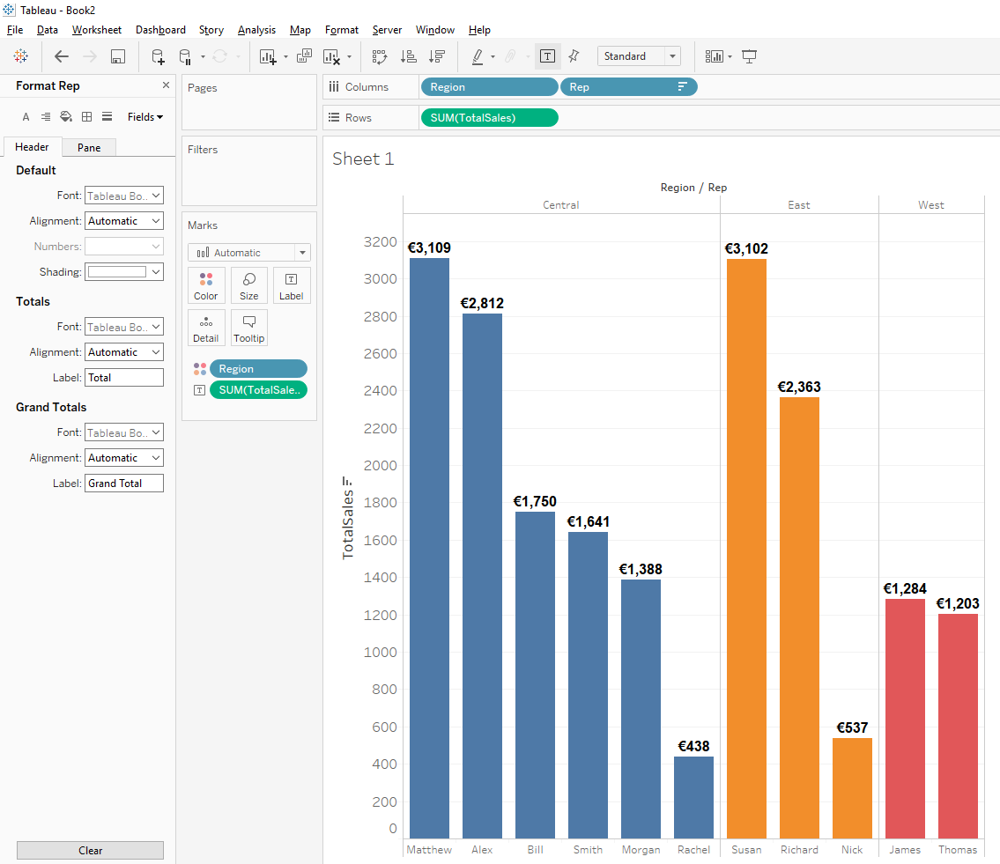 Tableau - Book2
File Data Worksheet Dashboard Story Analysis Map Format Server Window Help
T Standard
Format Rep
A Fields
Header Pane
Default
Font: Tableau Bo..
Alignment: Automatic
Numbers:
Shading:
Totals
Font: Tableau Bo..
Alignment: Automatic
Label: Total
Grand Totals
Font: Tableau Bo..
Alignment: Automatic
Label: Grand Total
Clear
Pages
Filters
Marks
Automatic
T
Color Size Label
Detail Tooltip
Region
T SUM(TotalSale..
Columns Region Rep
Rows SUM(TotalSales)
Sheet 1
Region / Rep
Central East West
TotalSales
3200
3000
2800
2600
2400
2200
2000
1800
1600
1400
1200
1000
800
600
400
200
0
€3,109
€2,812
€1,750
€1,641
€1,388
€438
€3,102
€2,363
€537
€1,284
€1,203
Matthew Alex Bill Smith Morgan Rachel Susan Richard Nick James Thomas